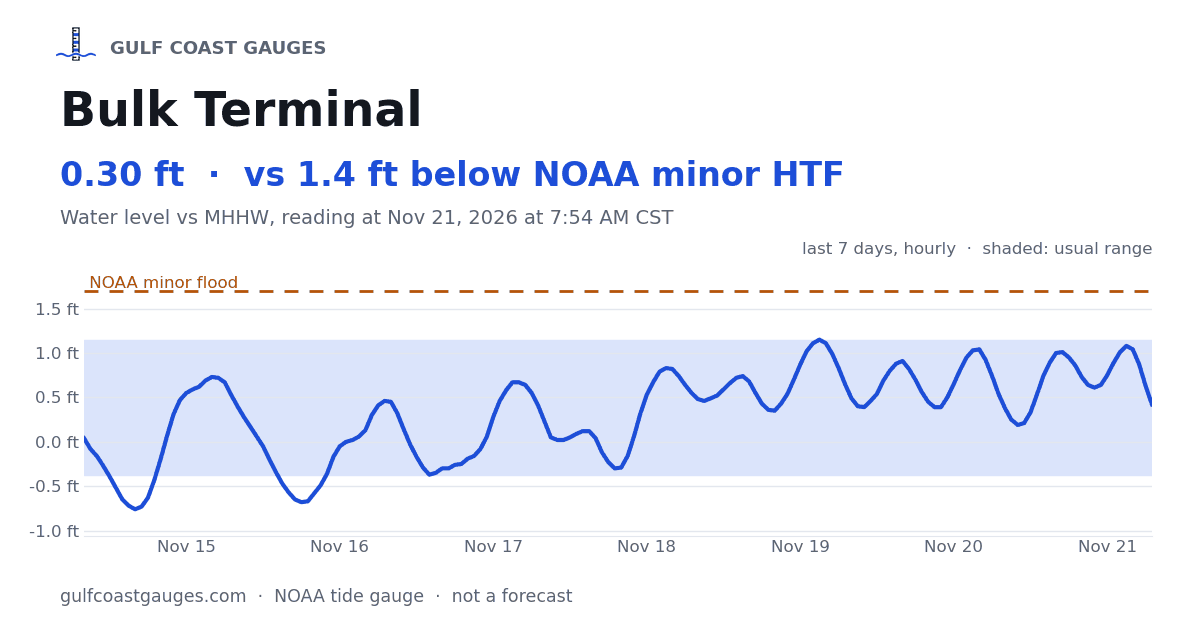 GULF COAST GAUGES
Bulk Terminal
0.30 ft · vs 1.4 ft below NOAA minor HTF
Water level vs MHHW, reading at Nov 21, 2026 at 7:54 AM CST
last 7 days, hourly · shaded: usual range
NOAA minor flood
1.5 ft
1.0 ft
0.5 ft
0.0 ft
-0.5 ft
-1.0 ft
Nov 15 Nov 16 Nov 17 Nov 18 Nov 19 Nov 20 Nov 21
gulfcoastgauges.com · NOAA tide gauge · not a forecast